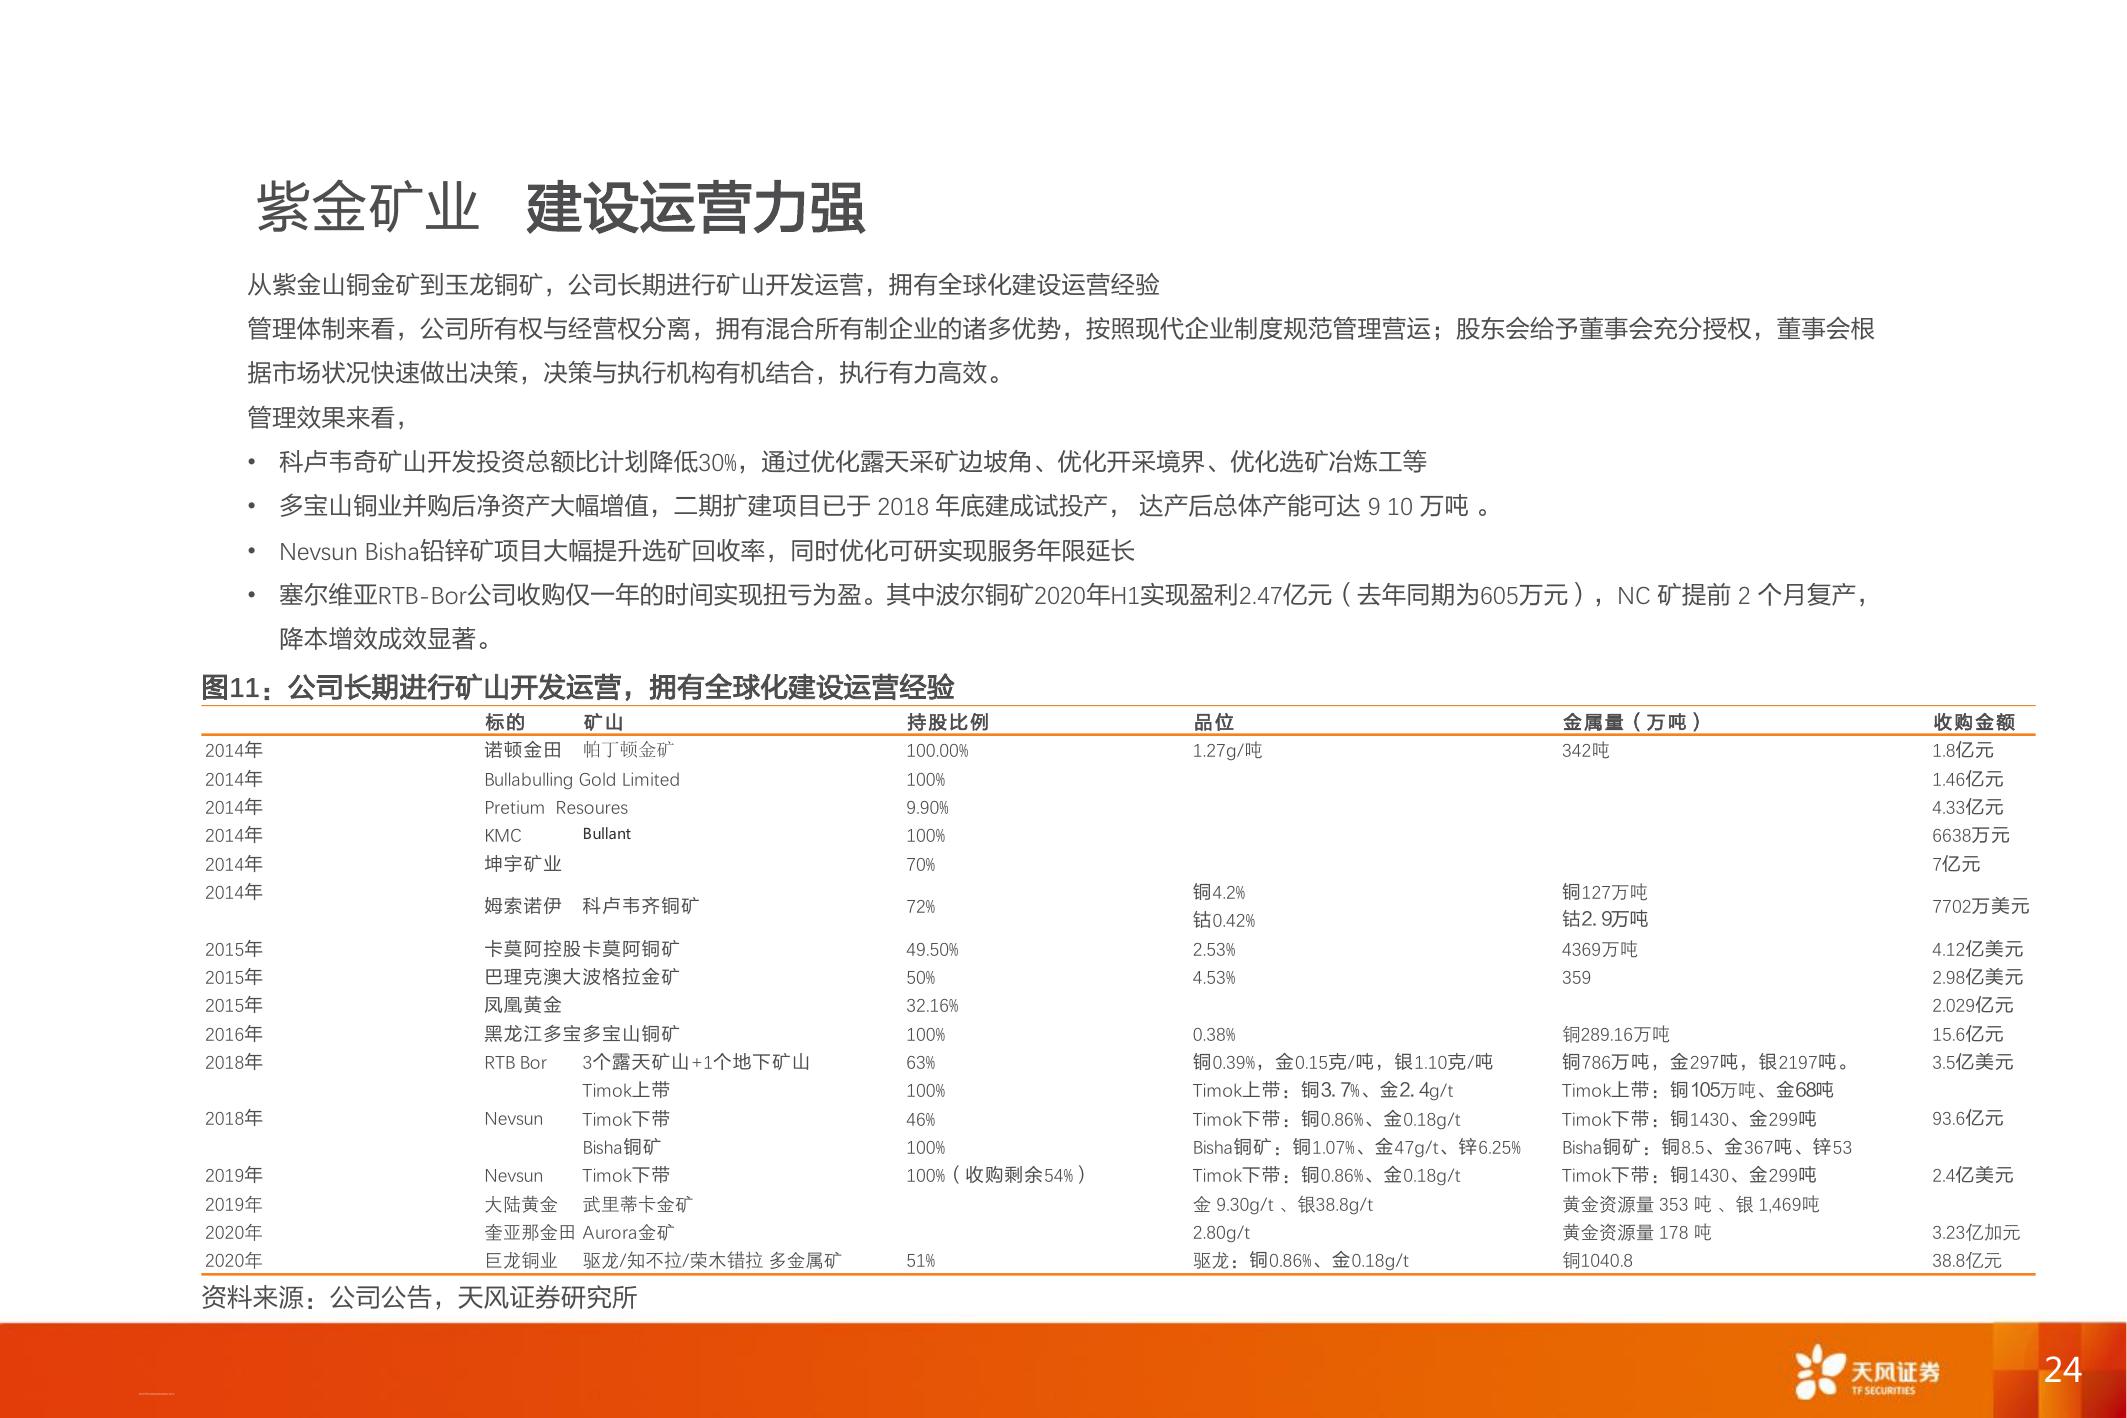 紫金矿业 建设运营力强
从紫金山铜金矿到玉龙铜矿，公司长期进行矿山开发运营，拥有全球化建设运营经验
管理体制来看，公司所有权与经营权分离，拥有混合所有制企业的诸多优势，按照现代企业制度规范管理营运；股东会给予董事会充分授权，董事会根
据市场状况快速做出决策，决策与执行机构有机结合，执行有力高效。
管理效果来看，
• 科卢韦奇矿山开发投资总额比计划降低30%，通过优化露天采矿边坡角、优化开采境界、优化选矿冶炼工等
• 多宝山铜业并购后净资产大幅增值，二期扩建项目已于 2018 年底建成试投产， 达产后总体产能可达 9 10 万吨 。
• Nevsun Bisha铅锌矿项目大幅提升选矿回收率，同时优化可研实现服务年限延长
• 塞尔维亚RTB-Bor公司收购仅一年的时间实现扭亏为盈。其中波尔铜矿2020年H1实现盈利2.47亿元（去年同期为605万元），NC 矿提前 2 个月复产，
降本增效成效显著。
图11：公司长期进行矿山开发运营，拥有全球化建设运营经验
标的 矿山 持股比例 品位 金属量（万吨） 收购金额
2014年 诺顿金田 帕丁顿金矿 100.00% 1.27g/吨 342吨 1.8亿元
2014年 Bullabulling Gold Limited 100% 1.46亿元
2014年 Pretium Resoures 9.90% 4.33亿元
2014年 KMC Bullant 100% 6638万元
2014年 坤宇矿业 70% 7亿元
2014年 姆索诺伊 科卢韦齐铜矿 72% 铜4.2% 铜127万吨 7702万美元
钴0.42% 钴2.9万吨
2015年 卡莫阿控股 卡莫阿铜矿 49.50% 2.53% 4369万吨 4.12亿美元
2015年 巴理克澳大 波格拉金矿 50% 4.53% 359 2.98亿美元
2015年 凤凰黄金 32.16% 2.029亿元
2016年 黑龙江多宝 多宝山铜矿 100% 0.38% 铜289.16万吨 15.6亿元
2018年 RTB Bor 3个露天矿山+1个地下矿山 63% 铜0.39%，金0.15克/吨，银1.10克/吨 铜786万吨，金297吨，银2197吨。 3.5亿美元
Timok上带 100% Timok上带：铜3.7%、金2.4g/t Timok上带：铜105万吨、金68吨
2018年 Nevsun Timok下带 46% Timok下带：铜0.86%、金0.18g/t Timok下带：铜1430、金299吨 93.6亿元
Bisha铜矿 100% Bisha铜矿：铜1.07%、金47g/t、锌6.25% Bisha铜矿：铜8.5、金367吨、锌53
2019年 Nevsun Timok下带 100%（收购剩余54%） Timok下带：铜0.86%、金0.18g/t Timok下带：铜1430、金299吨 2.4亿美元
2019年 大陆黄金 武里蒂卡金矿 金 9.30g/t 、银38.8g/t 黄金资源量 353 吨 、银 1,469吨
2020年 奎亚那金田 Aurora金矿 2.80g/t 黄金资源量 178 吨 3.23亿加元
2020年 巨龙铜业 驱龙/知不拉/荣木错拉 多金属矿 51% 驱龙：铜0.86%、金0.18g/t 铜1040.8 38.8亿元
资料来源：公司公告，天风证券研究所
天风证券
TF SECURITIES
24